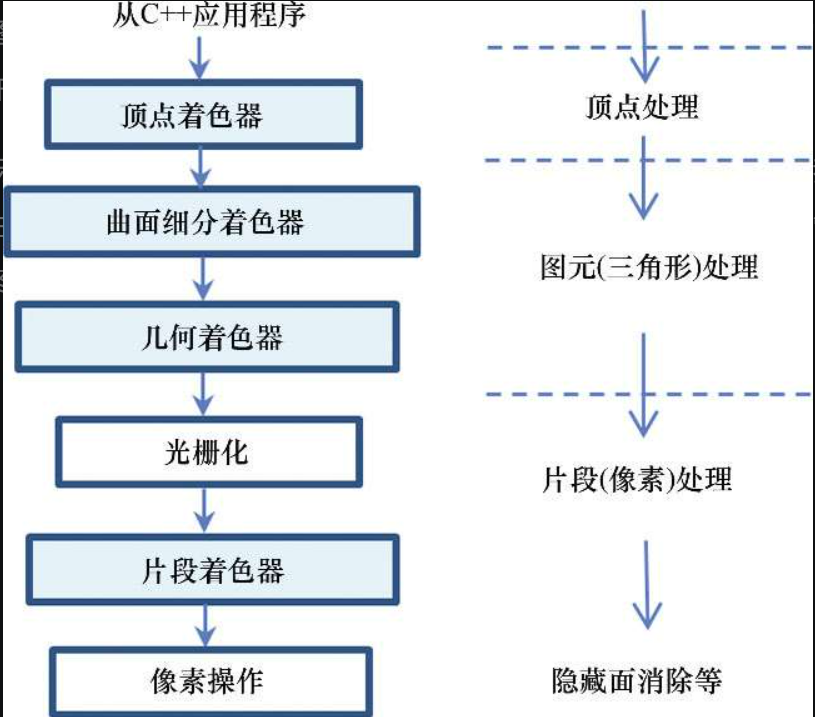 从C++应用程序
顶点着色器
曲面细分着色器
几何着色器
光栅化
片段着色器
像素操作
顶点处理
图元(三角形)处理
片段(像素)处理
隐藏面消除等